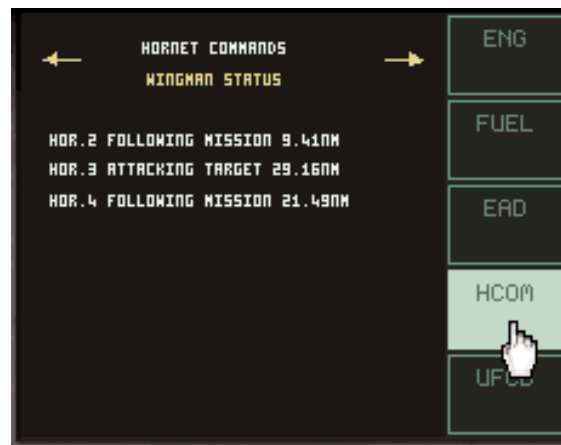 HORNET COMMANDS
WINGMAN STATUS
HOR.2 FOLLOWING MISSION 9.41NM
HOR.3 ATTACKING TARGET 29.16NM
HOR.4 FOLLOWING MISSION 21.49NM
ENG
FUEL
EAD
HCOM
UFCD